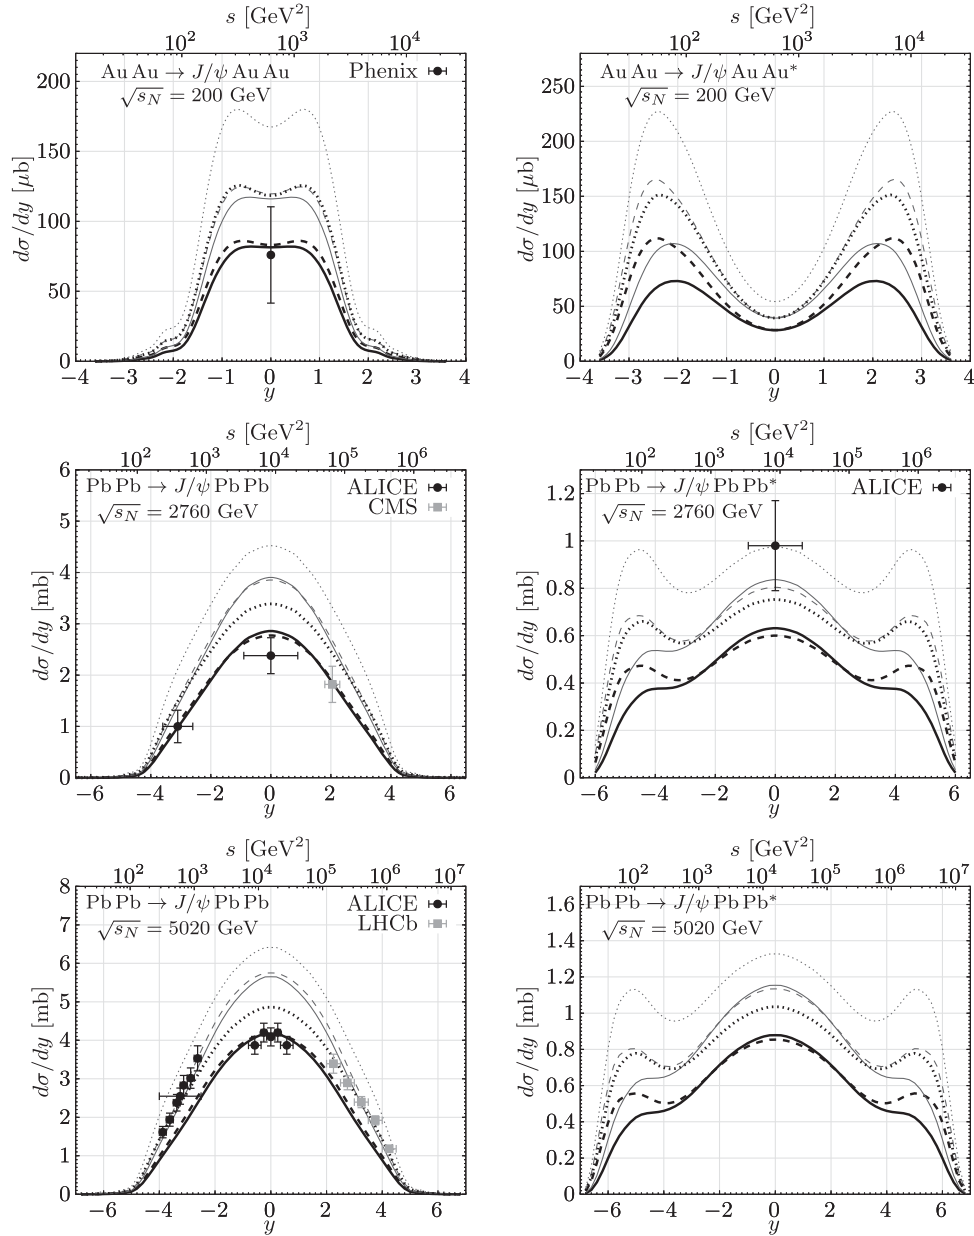 s [GeV²]
10² 10³ 10⁴
Au Au → J/ψ Au Au
√s_N = 200 GeV
Phenix
dσ/dy [μb]
200
150
100
50
0
−4 −3 −2 −1 0 1 2 3 4
y
s [GeV²]
10² 10³ 10⁴
Au Au → J/ψ Au Au*
√s_N = 200 GeV
dσ/dy [μb]
250
200
150
100
50
0
−4 −3 −2 −1 0 1 2 3 4
y
s [GeV²]
10² 10³ 10⁴ 10⁵ 10⁶
Pb Pb → J/ψ Pb Pb
√s_N = 2760 GeV
ALICE
CMS
dσ/dy [mb]
6
5
4
3
2
1
0
−6 −4 −2 0 2 4 6
y
s [GeV²]
10² 10³ 10⁴ 10⁵ 10⁶
Pb Pb → J/ψ Pb Pb*
√s_N = 2760 GeV
ALICE
dσ/dy [mb]
1.2
1
0.8
0.6
0.4
0.2
0
−6 −4 −2 0 2 4 6
y
s [GeV²]
10² 10³ 10⁴ 10⁵ 10⁶ 10⁷
Pb Pb → J/ψ Pb Pb
√s_N = 5020 GeV
ALICE
LHCb
dσ/dy [mb]
8
7
6
5
4
3
2
1
0
−6 −4 −2 0 2 4 6
y
s [GeV²]
10² 10³ 10⁴ 10⁵ 10⁶ 10⁷
Pb Pb → J/ψ Pb Pb*
√s_N = 5020 GeV
dσ/dy [mb]
1.6
1.4
1.2
1
0.8
0.6
0.4
0.2
0
−6 −4 −2 0 2 4 6
y